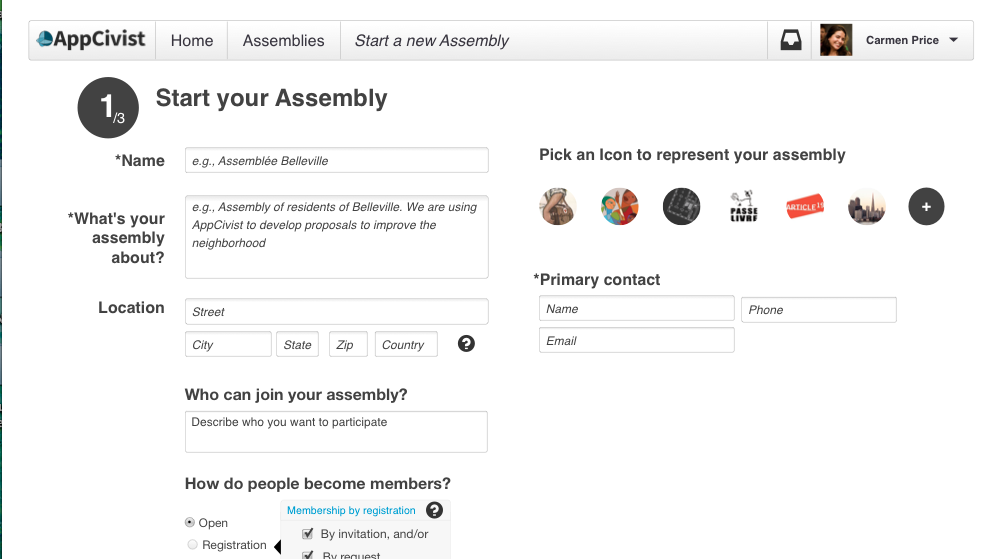 AppCivist
Home
Assemblies
Start a new Assembly
Carmen Price
1/3
Start your Assembly
*Name
e.g., Assemblée Belleville
*What's your
assembly
about?
e.g., Assembly of residents of Belleville. We are using
AppCivist to develop proposals to improve the
neighborhood
Location
Street
City
State
Zip
Country
?
Who can join your assembly?
Describe who you want to participate
How do people become members?
Open
Registration
Membership by registration
?
By invitation, and/or
By request
Pick an Icon to represent your assembly
PASSE
LIVRE
ARTICLE 19
+
*Primary contact
Name
Phone
Email